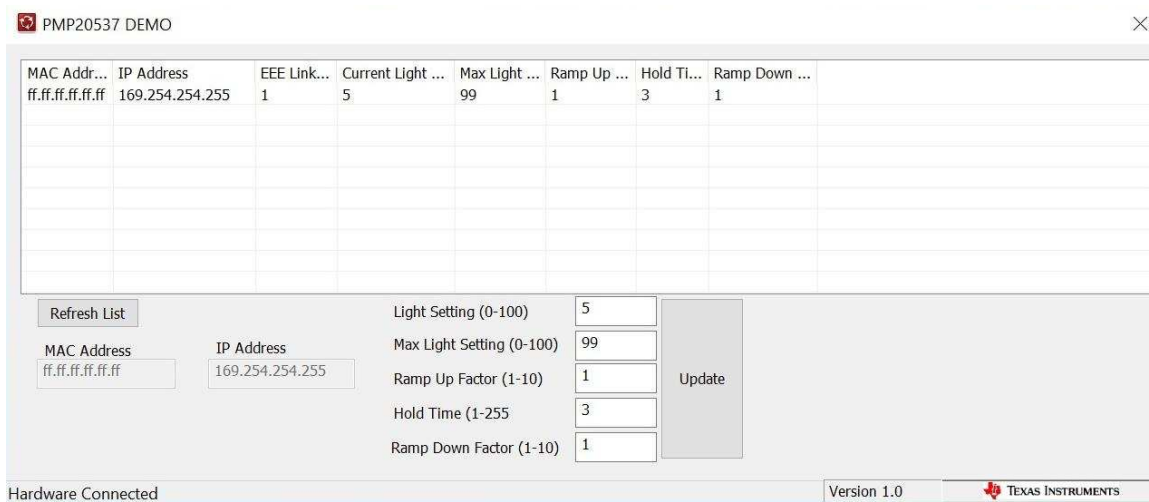 PMP20537 DEMO
MAC Addr... IP Address EEE Link... Current Light ... Max Light ... Ramp Up ... Hold Ti... Ramp Down ...
ff.ff.ff.ff.ff.ff 169.254.254.255 1 5 99 1 3 1
Refresh List
MAC Address IP Address
ff.ff.ff.ff.ff.ff 169.254.254.255
Light Setting (0-100) 5
Max Light Setting (0-100) 99
Ramp Up Factor (1-10) 1
Hold Time (1-255 3
Ramp Down Factor (1-10) 1
Update
Hardware Connected Version 1.0 TEXAS INSTRUMENTS